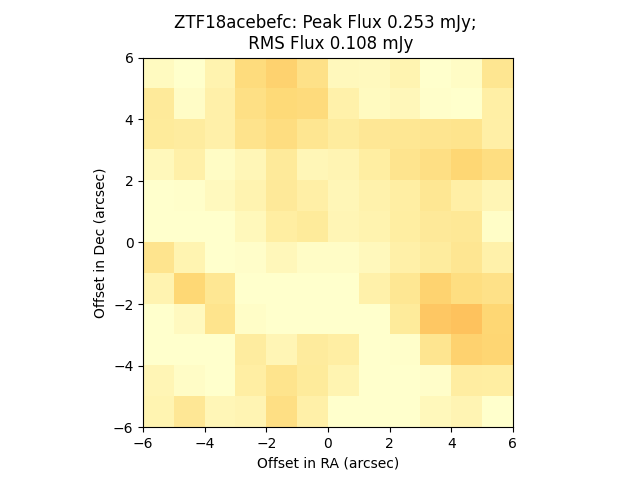 ZTF18acebefc: Peak Flux 0.253 mJy;
RMS Flux 0.108 mJy
6
4
2
0
−2
−4
−6
Offset in Dec (arcsec)
−6 −4 −2 0 2 4 6
Offset in RA (arcsec)